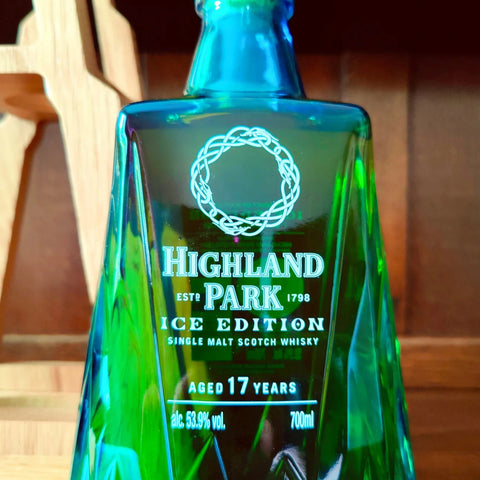 HIGHLAND
ESTD PARK 1798
ICE EDITION
SINGLE MALT SCOTCH WHISKY
AGED 17 YEARS
alc. 53.9% vol. 700ml